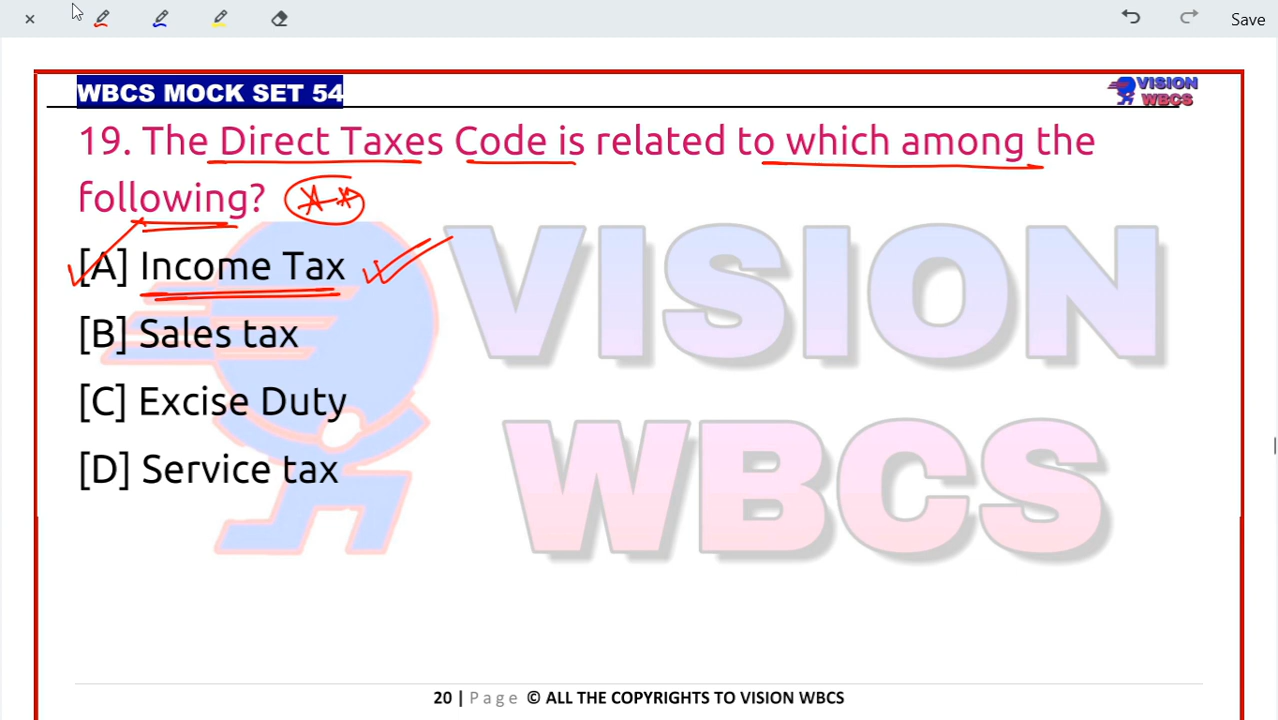 Save
WBCS MOCK SET 54
VISION
WBCS
19. The Direct Taxes Code is related to which among the
following?
[A] Income Tax
[B] Sales tax
[C] Excise Duty
[D] Service tax
VISION
WBCS
20 | Page © ALL THE COPYRIGHTS TO VISION WBCS